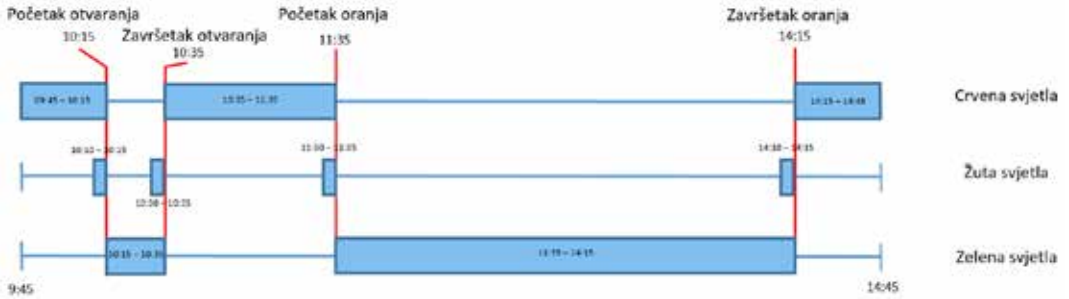 Početak otvaranja
10:15
Završetak otvaranja
10:35
Početak oranja
11:35
Završetak oranja
14:15
09:45 – 10:15
10:35 – 11:35
14:15 – 14:45
Crvena svjetla
10:10 – 10:15
10:30 – 10:35
11:30 – 11:35
14:10 – 14:15
Žuta svjetla
10:15 – 10:35
11:35 – 14:15
Zelena svjetla
9:45
14:45